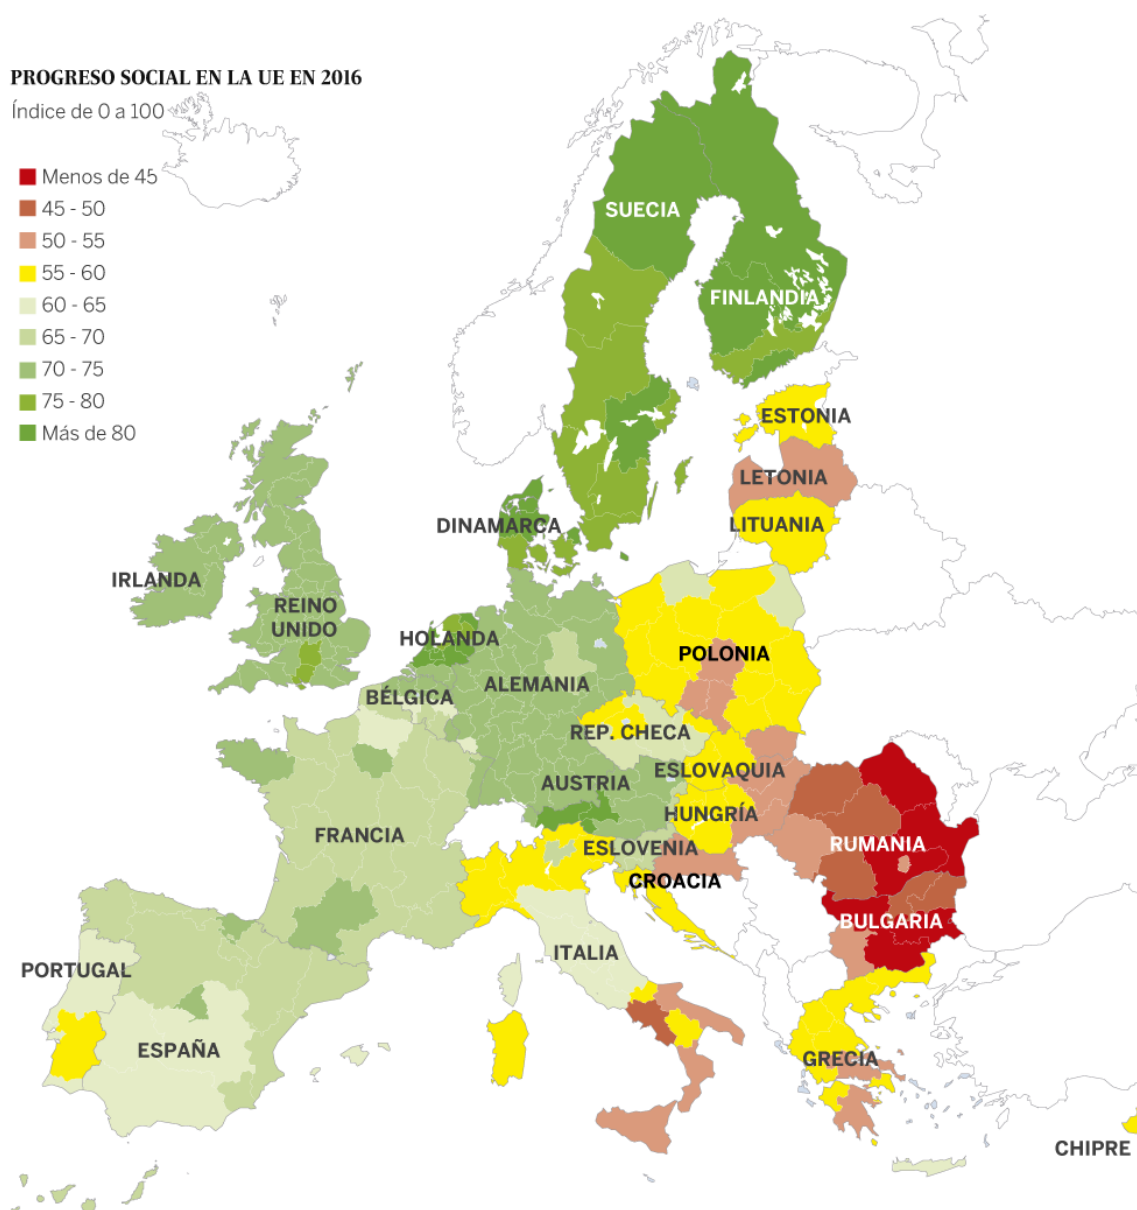 PROGRESO SOCIAL EN LA UE EN 2016
Índice de 0 a 100
Menos de 45
45 - 50
50 - 55
55 - 60
60 - 65
65 - 70
70 - 75
75 - 80
Más de 80
SUECIA
FINLANDIA
ESTONIA
LETONIA
LITUANIA
DINAMARCA
IRLANDA
REINO
UNIDO
HOLANDA
POLONIA
BÉLGICA
ALEMANIA
REP. CHECA
ESLOVAQUIA
AUSTRIA
HUNGRÍA
FRANCIA
ESLOVENIA
RUMANIA
CROACIA
BULGARIA
ITALIA
PORTUGAL
ESPAÑA
GRECIA
CHIPRE